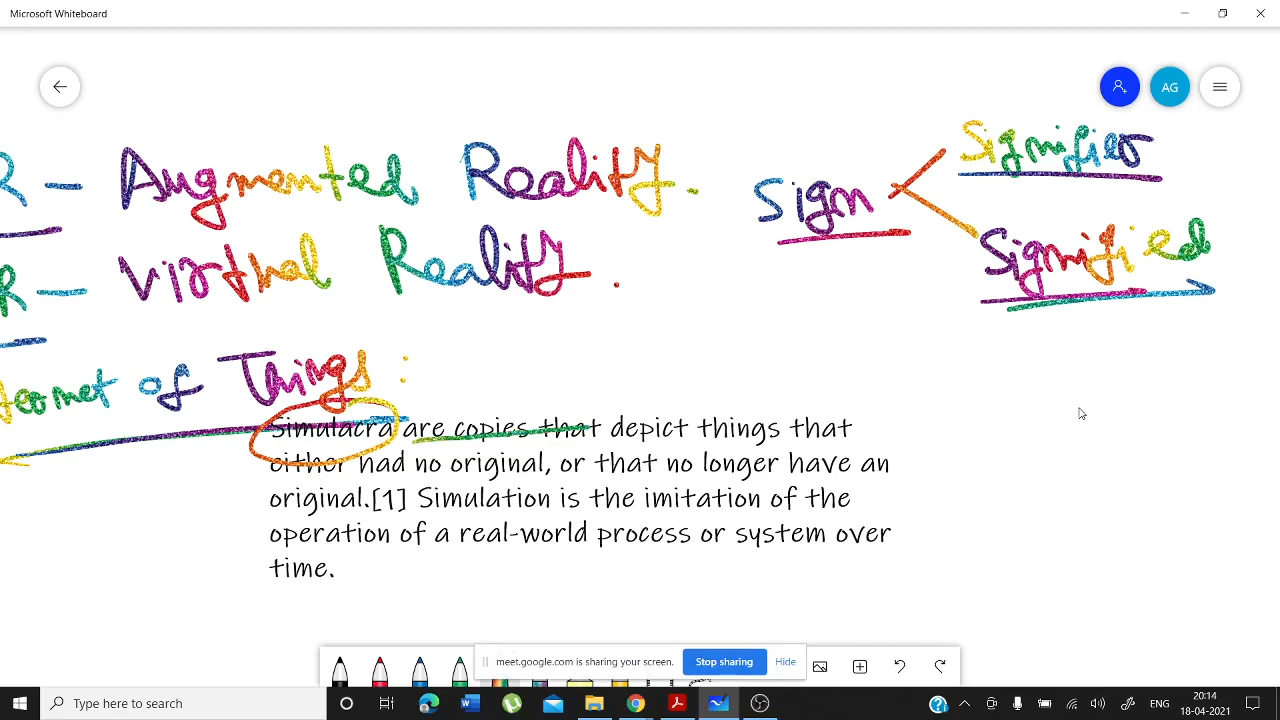 Microsoft Whiteboard
AG
R - Augmented Reality.
Sign
Signifier
Signified
R - Virtual Reality.
of Things:
Simulacra are copies that depict things that
either had no original, or that no longer have an
original.[1] Simulation is the imitation of the
operation of a real-world process or system over
time.
meet.google.com is sharing your screen.
Stop sharing
Hide
Type here to search
ENG
20:14
18-04-2021